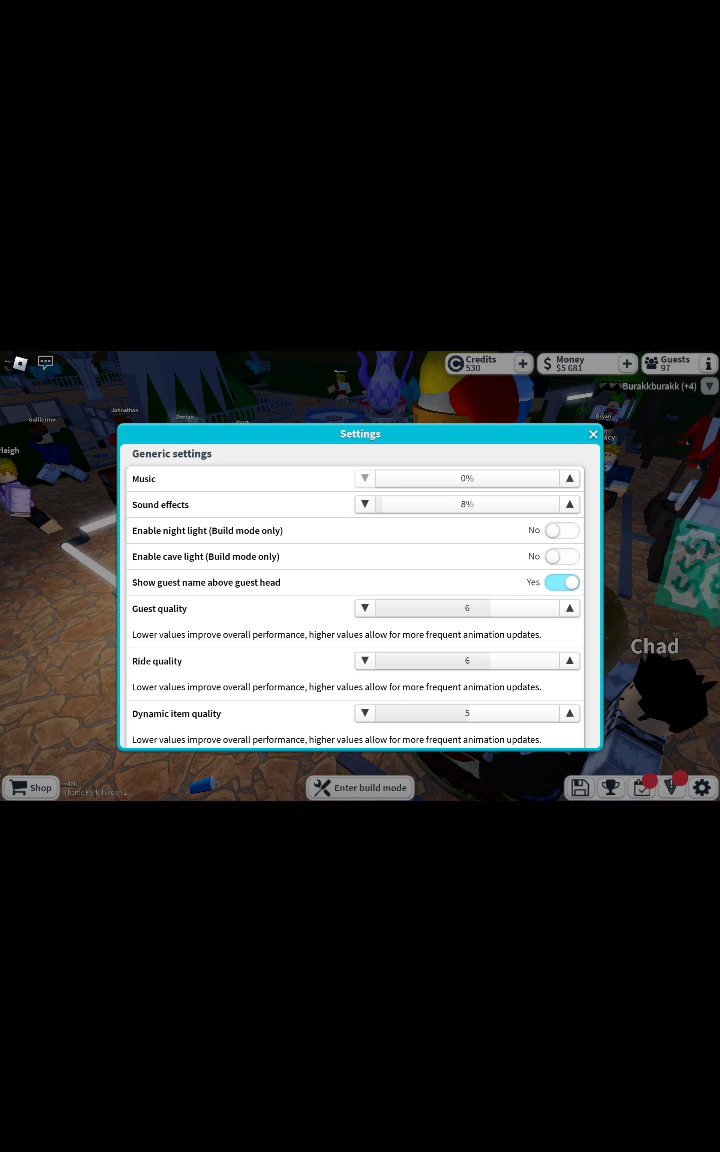 Credits
530
Money
$5 681
Guests
97
Burakkburakk (+4)
Johnathon
Dorian
Guillermo
Bryan
leigh
Settings
Generic settings
Music 0%
Sound effects 8%
Enable night light (Build mode only) No
Enable cave light (Build mode only) No
Show guest name above guest head Yes
Guest quality 6
Lower values improve overall performance, higher values allow for more frequent animation updates.
Ride quality 6
Lower values improve overall performance, higher values allow for more frequent animation updates.
Dynamic item quality 5
Lower values improve overall performance, higher values allow for more frequent animation updates.
Chad
Shop
Theme Park Tycoon 2
Enter build mode